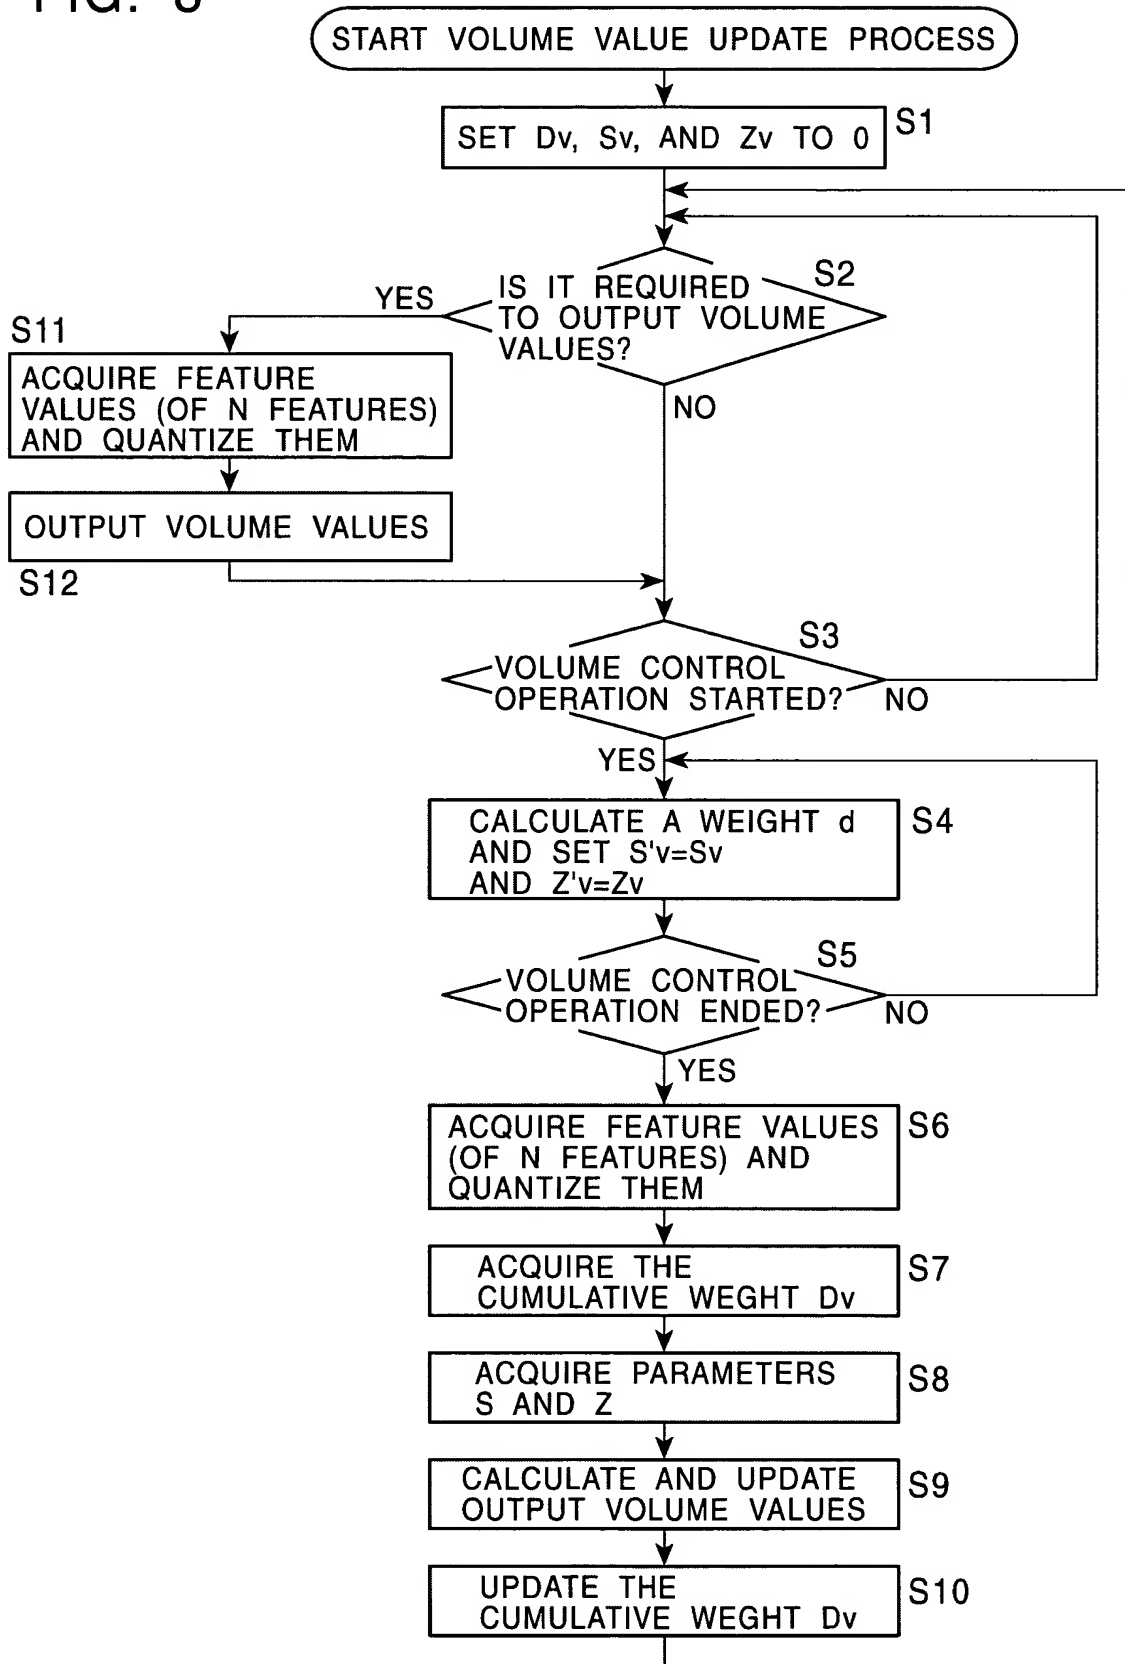 START VOLUME VALUE UPDATE PROCESS
SET Dv, Sv, AND Zv TO 0
S1
IS IT REQUIRED
TO OUTPUT VOLUME
VALUES?
S2
YES
NO
S11
ACQUIRE FEATURE
VALUES (OF N FEATURES)
AND QUANTIZE THEM
OUTPUT VOLUME VALUES
S12
VOLUME CONTROL
OPERATION STARTED?
S3
NO
YES
CALCULATE A WEIGHT d
AND SET S'v=Sv
AND Z'v=Zv
S4
VOLUME CONTROL
OPERATION ENDED?
S5
NO
YES
ACQUIRE FEATURE VALUES
(OF N FEATURES) AND
QUANTIZE THEM
S6
ACQUIRE THE
CUMULATIVE WEGHT Dv
S7
ACQUIRE PARAMETERS
S AND Z
S8
CALCULATE AND UPDATE
OUTPUT VOLUME VALUES
S9
UPDATE THE
CUMULATIVE WEGHT Dv
S10